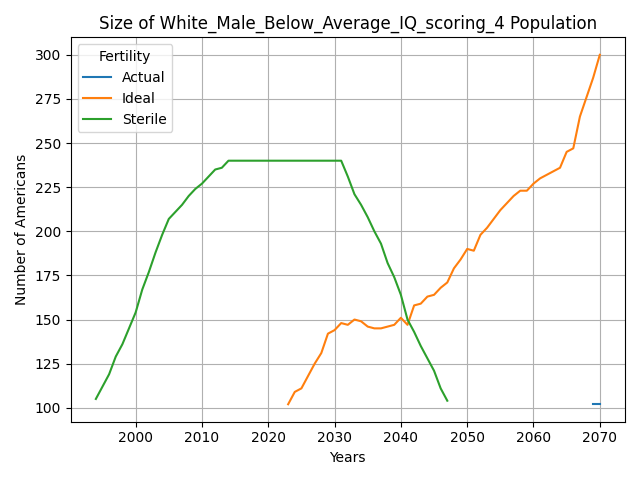 Size of White_Male_Below_Average_IQ_scoring_4 Population
Number of Americans
300
275
250
225
200
175
150
125
100
Fertility
Actual
Ideal
Sterile
2000 2010 2020 2030 2040 2050 2060 2070
Years